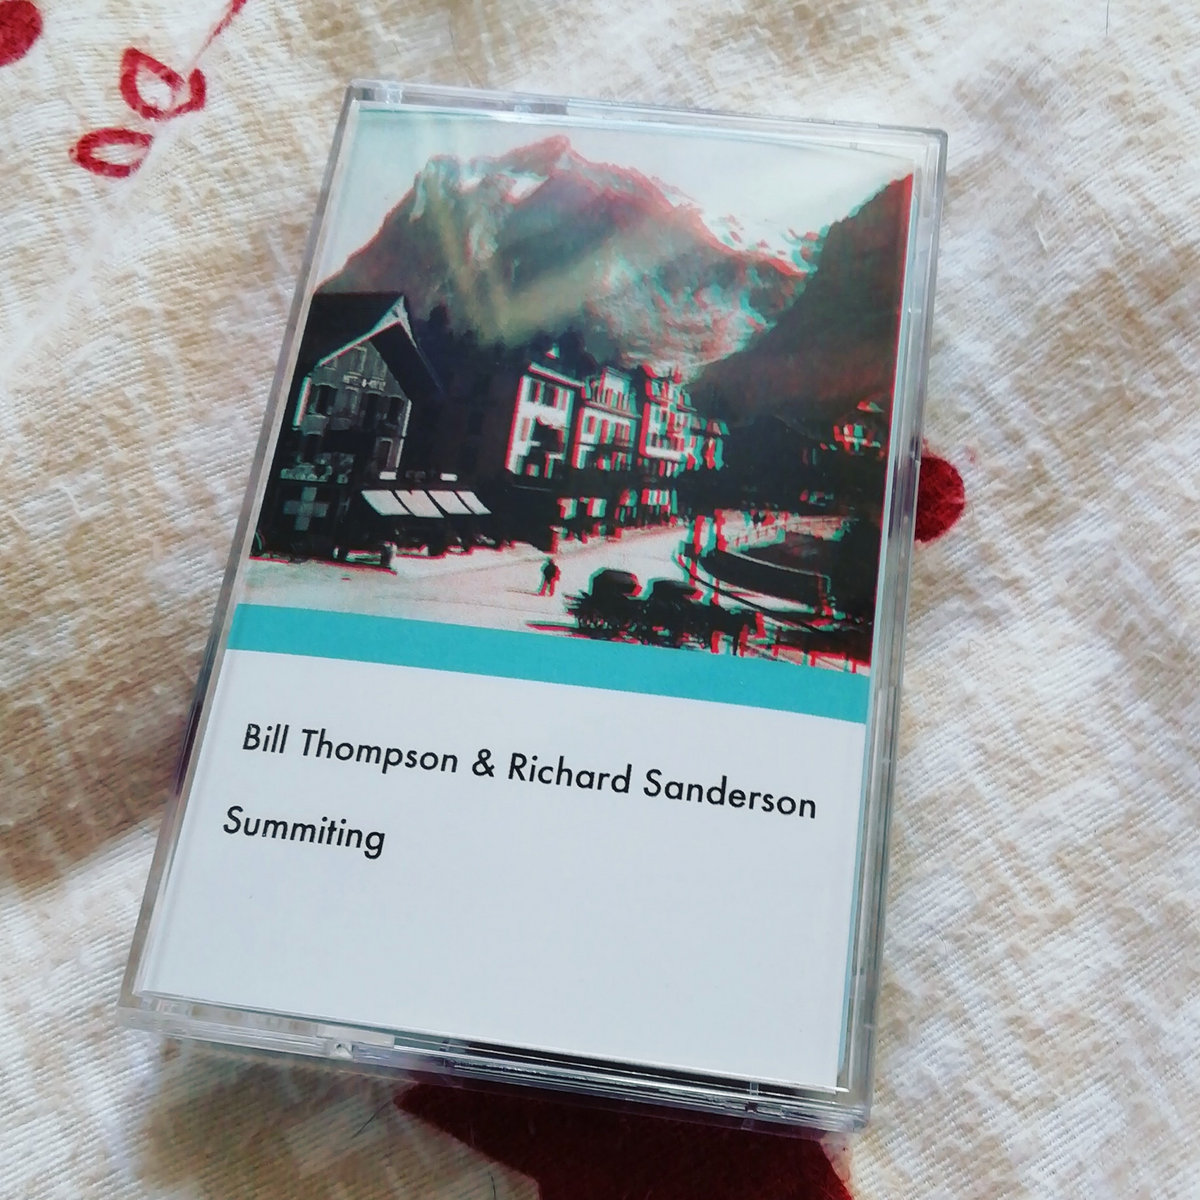 Bill Thompson & Richard Sanderson
Summiting